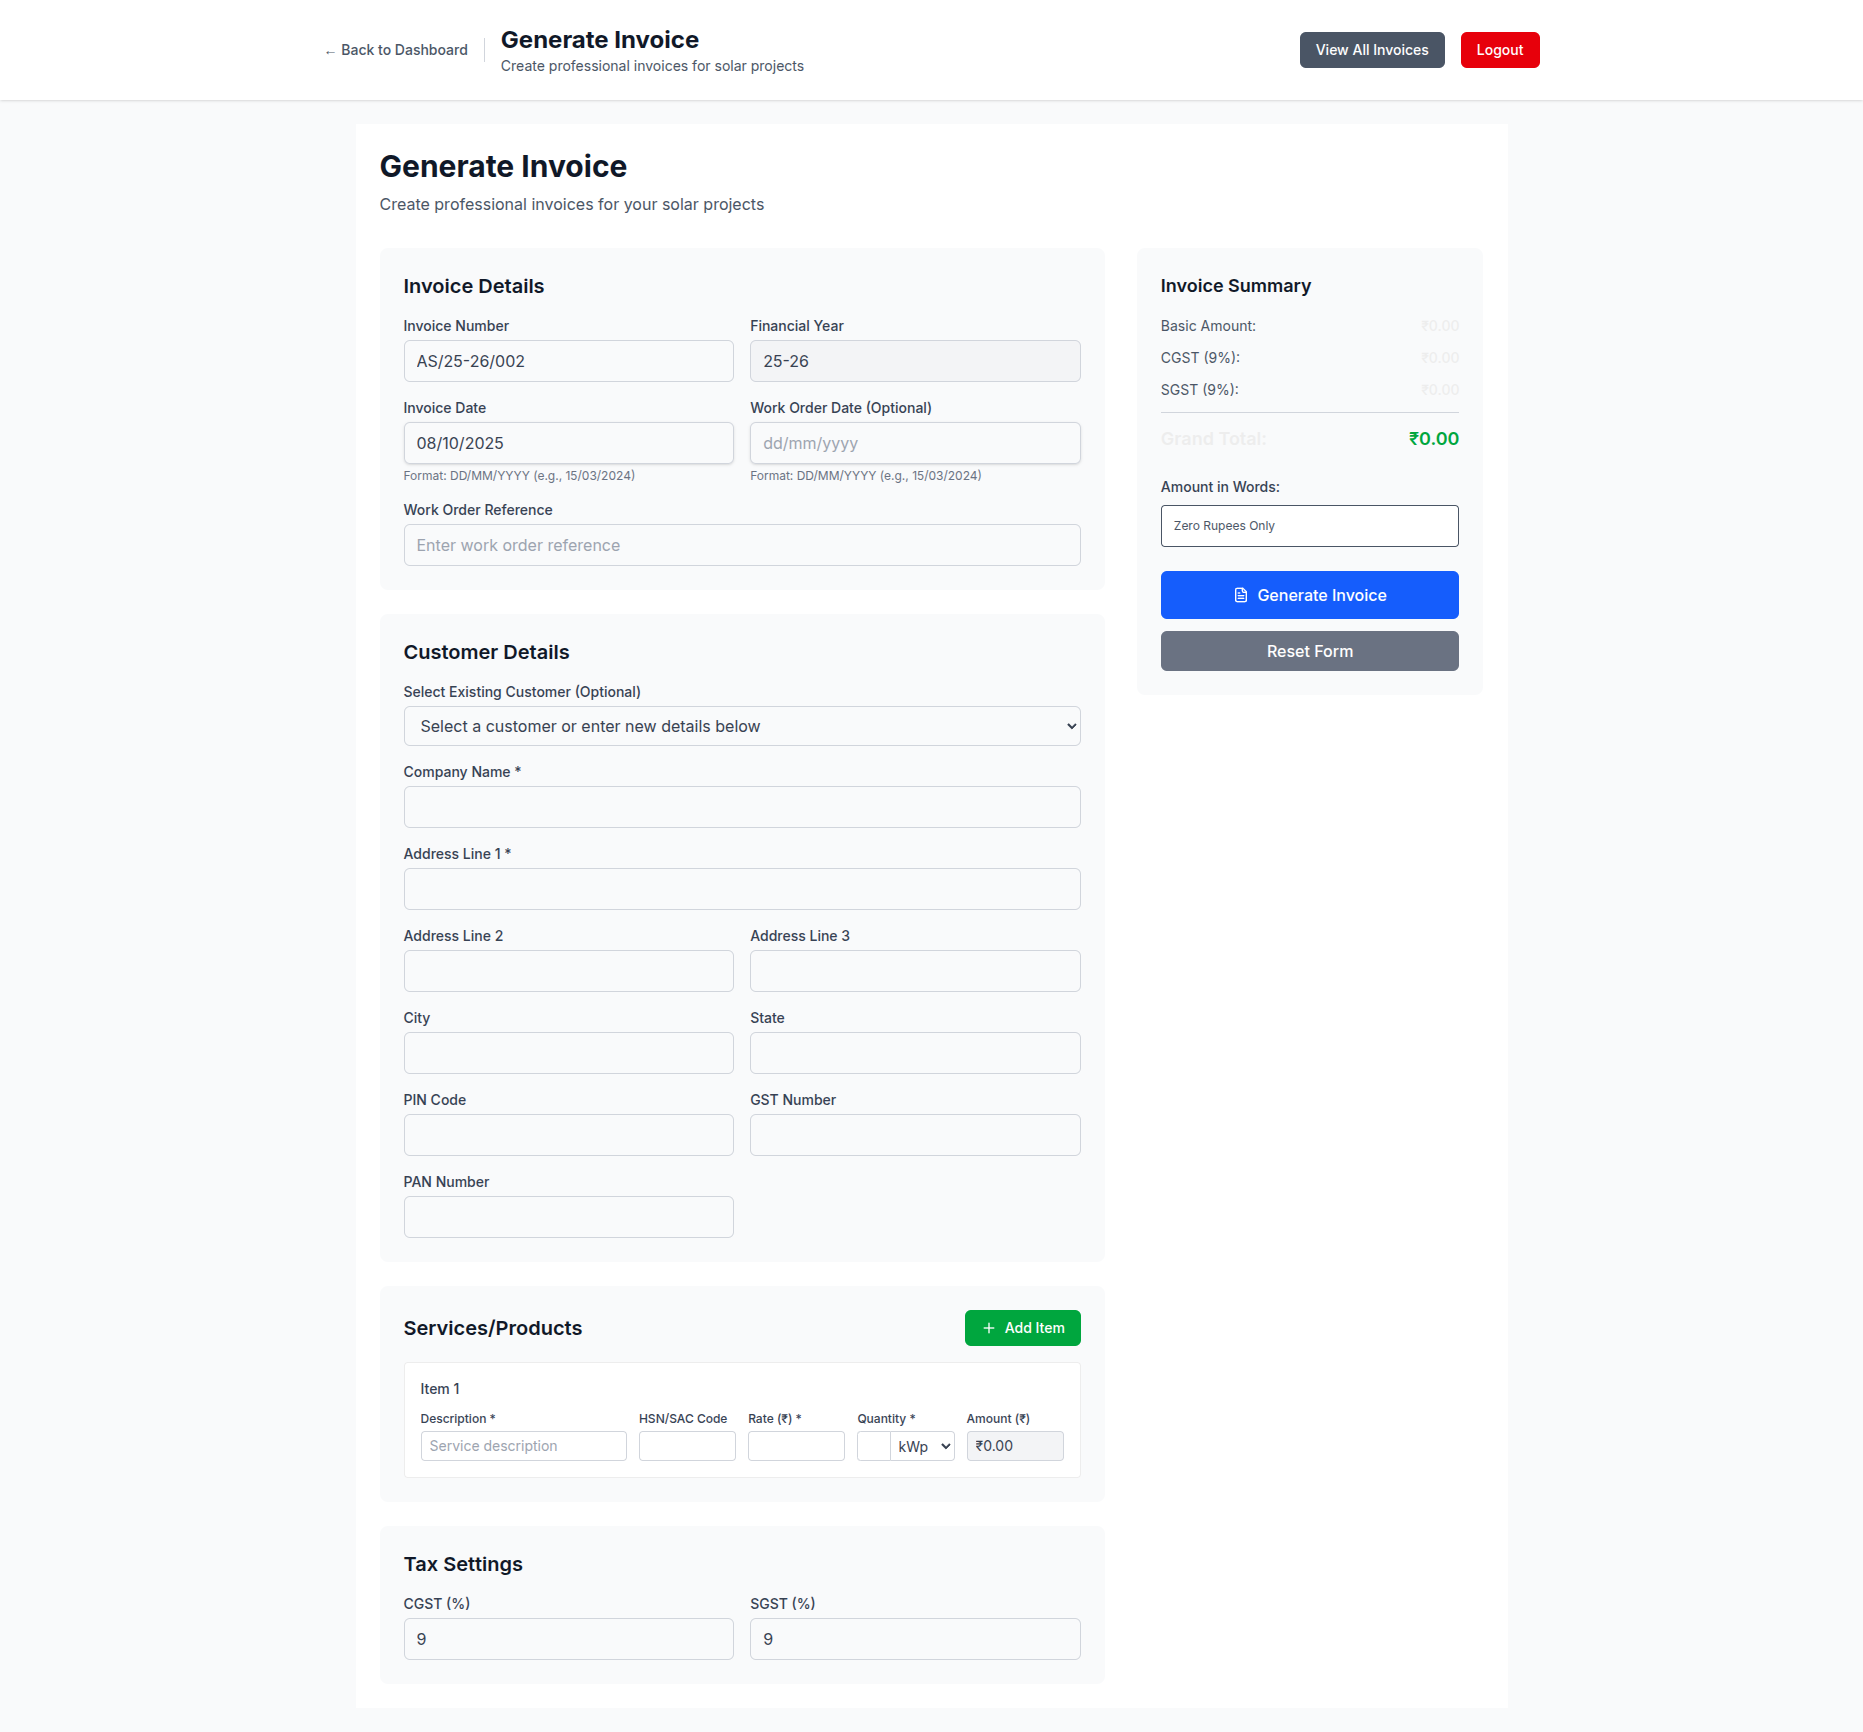 ← Back to Dashboard
Generate Invoice
Create professional invoices for solar projects
View All Invoices
Logout
Generate Invoice
Create professional invoices for your solar projects
Invoice Details
Invoice Number
Financial Year
AS/25-26/002
25-26
Invoice Date
Work Order Date (Optional)
08/10/2025
dd/mm/yyyy
Format: DD/MM/YYYY (e.g., 15/03/2024)
Format: DD/MM/YYYY (e.g., 15/03/2024)
Work Order Reference
Enter work order reference
Invoice Summary
Basic Amount: ₹0.00
CGST (9%): ₹0.00
SGST (9%): ₹0.00
Grand Total: ₹0.00
Amount in Words:
Zero Rupees Only
Generate Invoice
Reset Form
Customer Details
Select Existing Customer (Optional)
Select a customer or enter new details below
Company Name *
Address Line 1 *
Address Line 2
Address Line 3
City
State
PIN Code
GST Number
PAN Number
Services/Products
+ Add Item
Item 1
Description *
HSN/SAC Code
Rate (₹) *
Quantity *
Amount (₹)
Service description
kWp
₹0.00
Tax Settings
CGST (%)
SGST (%)
9
9